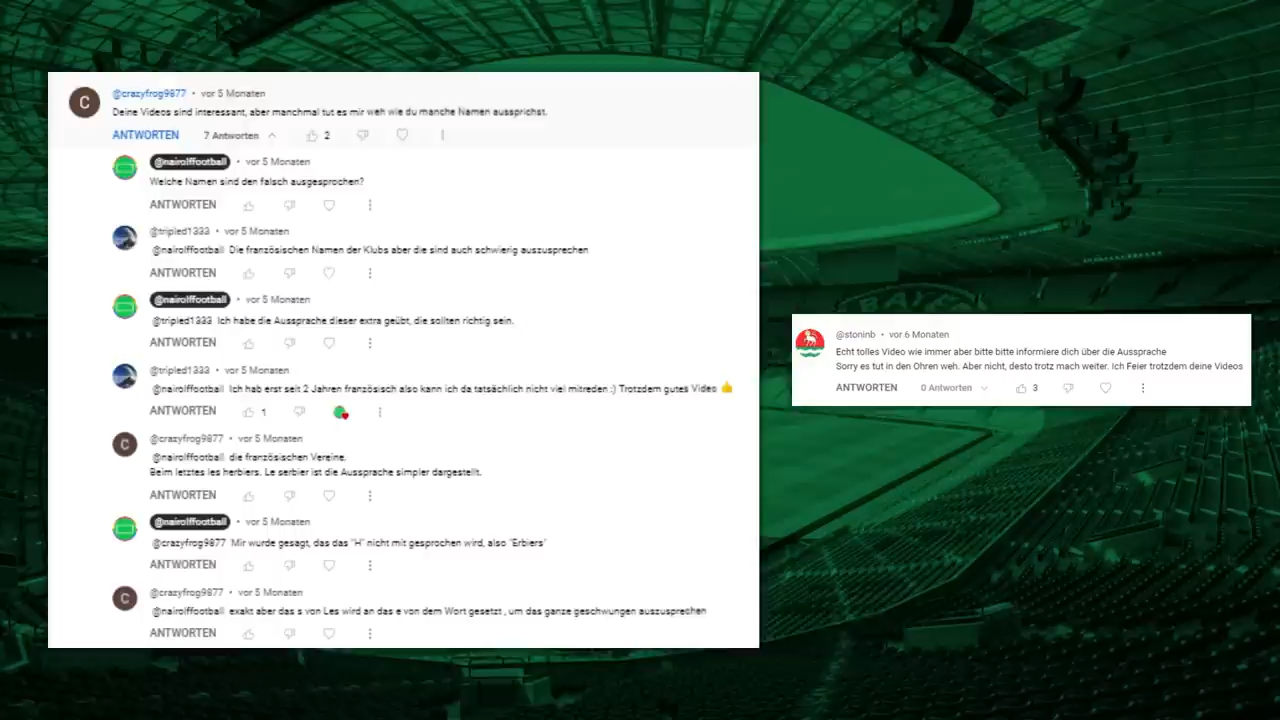 C
@crazyfrog9877 • vor 5 Monaten
Deine Videos sind interessant, aber manchmal tut es mir weh wie du manche Namen aussprichst.
ANTWORTEN 7 Antworten 2
@nairolffootball • vor 5 Monaten
Welche Namen sind den falsch ausgesprochen?
ANTWORTEN
@tripled1333 • vor 5 Monaten
@nairolffootball Die französischen Namen der Klubs aber die sind auch schwierig auszusprechen
ANTWORTEN
@nairolffootball • vor 5 Monaten
@tripled1333 Ich habe die Aussprache dieser extra geübt, die sollten richtig sein.
ANTWORTEN
@tripled1333 • vor 5 Monaten
@nairolffootball Ich hab erst seit 2 Jahren französisch also kann ich da tatsächlich nicht viel mitreden :) Trotzdem gutes Video 👍
ANTWORTEN 1
C
@crazyfrog9877 • vor 5 Monaten
@nairolffootball die französischen Vereine.
Beim letztes les herbiers. Le serbier ist die Aussprache simpler dargestellt.
ANTWORTEN
@nairolffootball • vor 5 Monaten
@crazyfrog9877 Mir wurde gesagt, das das "H" nicht mit gesprochen wird, also "Erbiers"
ANTWORTEN
C
@crazyfrog9877 • vor 5 Monaten
@nairolffootball exakt aber das s von Les wird an das e von dem Wort gesetzt , um das ganze geschwungen auszusprechen
ANTWORTEN
@stoninb • vor 6 Monaten
Echt tolles Video wie immer aber bitte bitte informiere dich über die Aussprache
Sorry es tut in den Ohren weh. Aber nicht, desto trotz mach weiter. Ich Feier trotzdem deine Videos
ANTWORTEN 0 Antworten 3